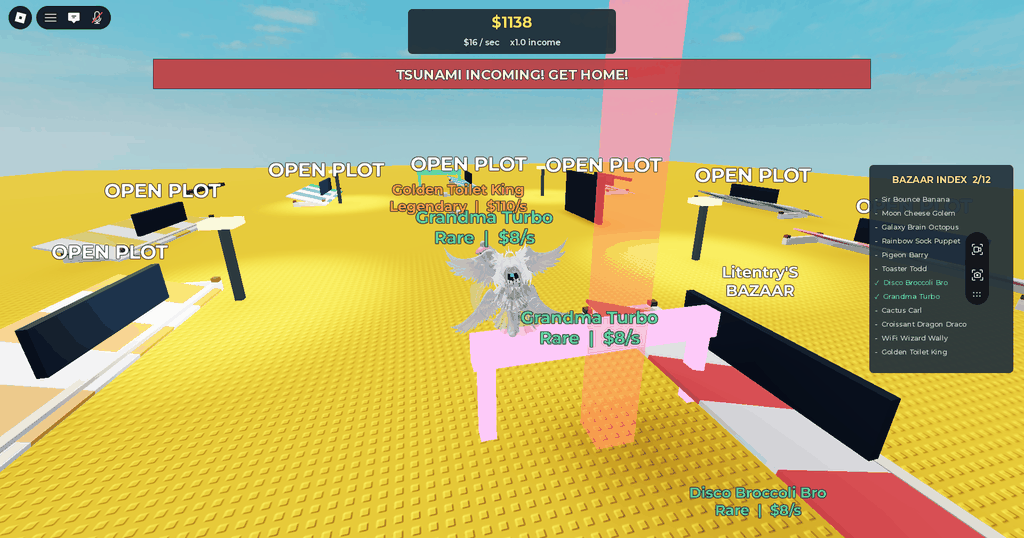 $1138
$16 / sec x1.0 income
TSUNAMI INCOMING! GET HOME!
OPEN PLOT
OPEN PLOT
OPEN PLOT
OPEN PLOT
OPEN PLOT
OPEN PLOT
Golden Toilet King
Legendary | $110/s
Grandma Turbo
Rare | $8/s
Litentry'S
BAZAAR
Grandma Turbo
Rare | $8/s
Disco Broccoli Bro
Rare | $8/s
BAZAAR INDEX 2/12
- Sir Bounce Banana
- Moon Cheese Golem
- Galaxy Brain Octopus
- Rainbow Sock Puppet
- Pigeon Barry
- Toaster Todd
✓ Disco Broccoli Bro
✓ Grandma Turbo
- Cactus Carl
- Croissant Dragon Draco
- WiFi Wizard Wally
- Golden Toilet King